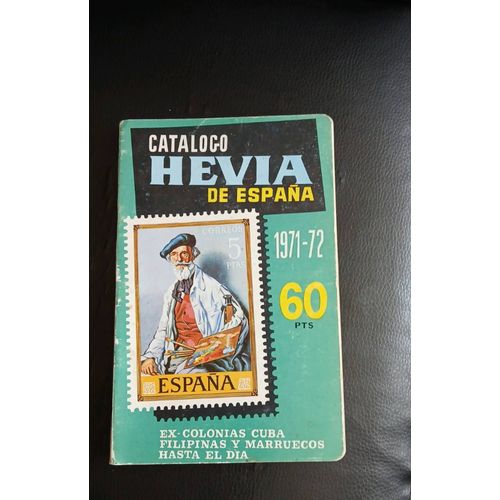 CATALOGO
HEVIA
DE ESPAÑA
1971-72
CORREOS
5
PTAS
60
PTS
ESPAÑA
EX-COLONIAS CUBA
FILIPINAS Y MARRUECOS
HASTA EL DIA